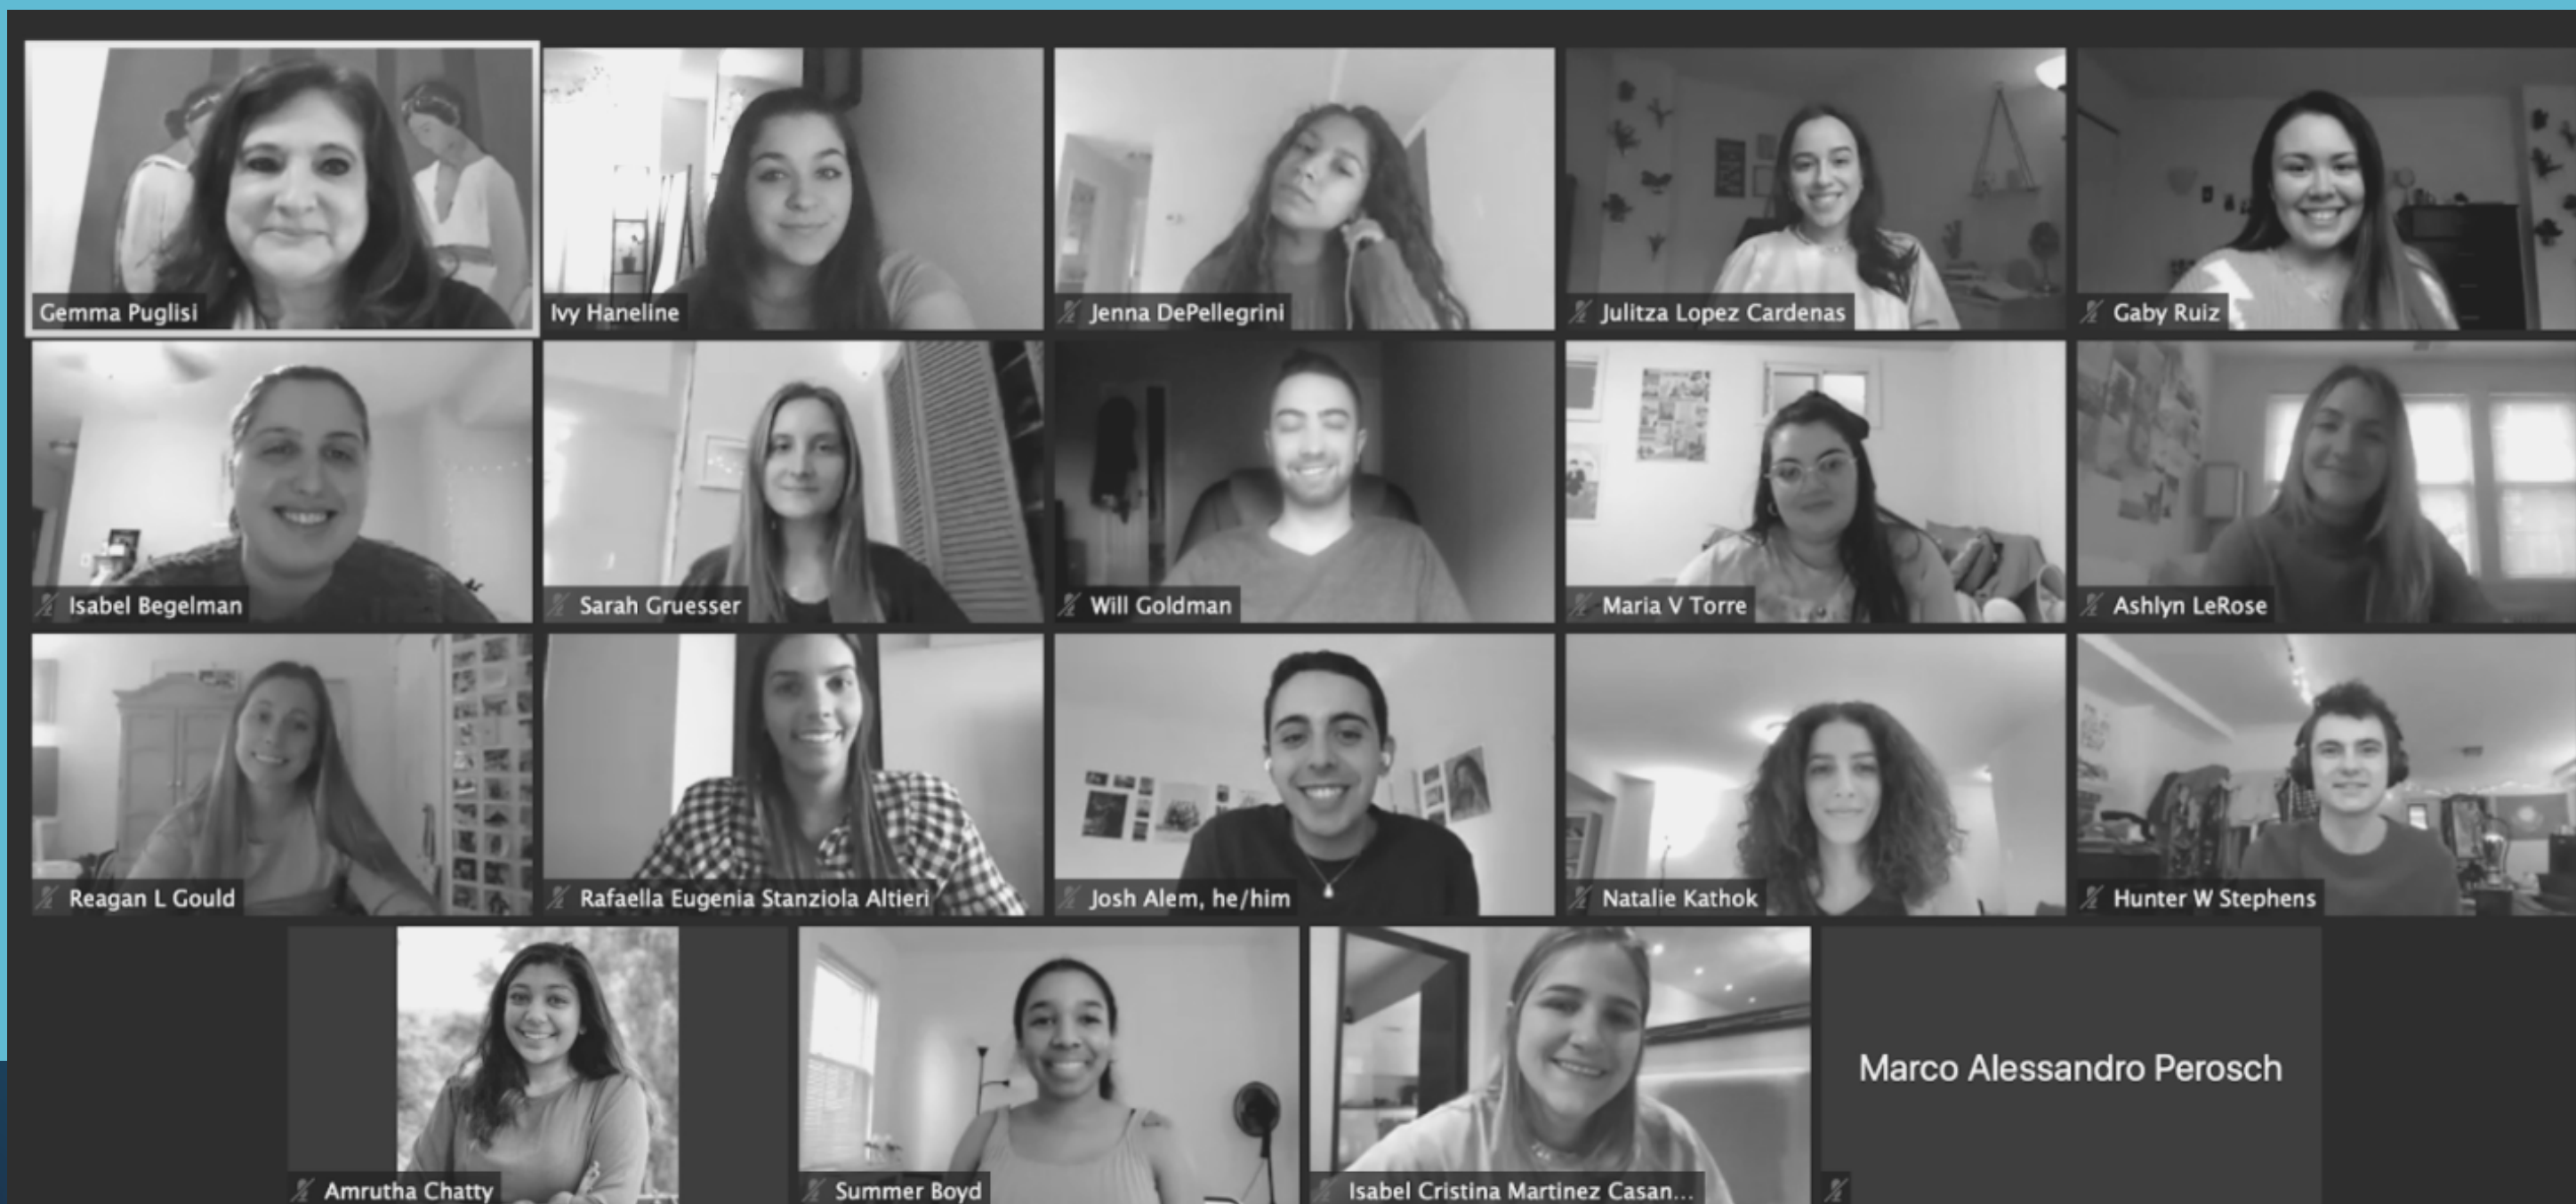 Gemma Puglisi
Ivy Haneline
Jenna DePellegrini
Julitza Lopez Cardenas
Gaby Ruiz
Isabel Begelman
Sarah Gruesser
Will Goldman
Maria V Torre
Ashlyn LeRose
Reagan L Gould
Rafaella Eugenia Stanziola Altieri
Josh Alem, he/him
Natalie Kathok
Hunter W Stephens
Amrutha Chatty
Summer Boyd
Isabel Cristina Martinez Casan...
Marco Alessandro Perosch